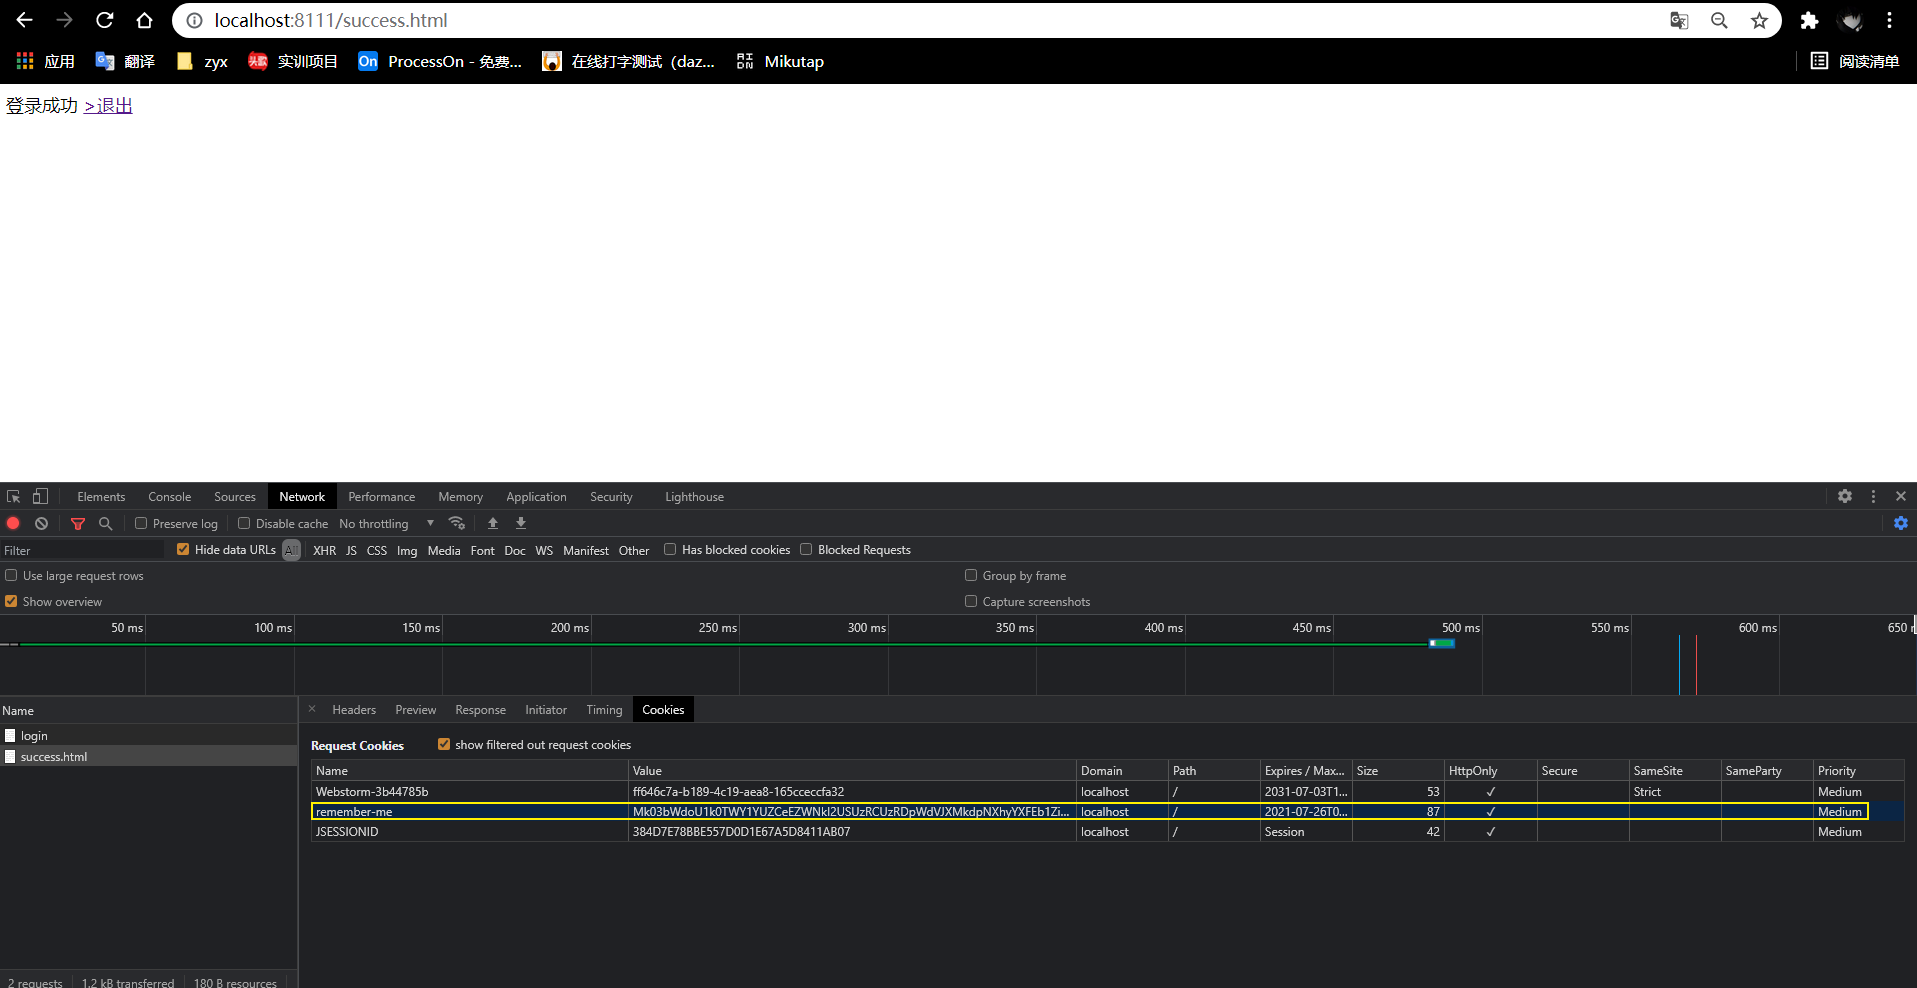 localhost:8111/success.html
应用 翻译 zyx 头歌 实训项目 On ProcessOn - 免费... 在线打字测试（daz... Mikutap 阅读清单
登录成功 >退出
Elements Console Sources Network Performance Memory Application Security Lighthouse
Preserve log Disable cache No throttling
Filter Hide data URLs All XHR JS CSS Img Media Font Doc WS Manifest Other Has blocked cookies Blocked Requests
Use large request rows Group by frame
Show overview Capture screenshots
50 ms 100 ms 150 ms 200 ms 250 ms 300 ms 350 ms 400 ms 450 ms 500 ms 550 ms 600 ms 650
Name Headers Preview Response Initiator Timing Cookies
login
success.html
Request Cookies show filtered out request cookies
Name Value Domain Path Expires / Max... Size HttpOnly Secure SameSite SameParty Priority
Webstorm-3b44785b ff646c7a-b189-4c19-aea8-165cceccfa32 localhost / 2031-07-03T1... 53 ✓ Strict Medium
remember-me Mk03bWdoU1k0TWY1YUZCeEZWNkl2USUzRCUzRDpWdVJXMkdpNXhyYXFEb1Zi... localhost / 2021-07-26T0... 87 ✓ Medium
JSESSIONID 384D7E78BBE557D0D1E67A5D8411AB07 localhost / Session 42 ✓ Medium
2 requests 1.2 kB transferred 180 B resources